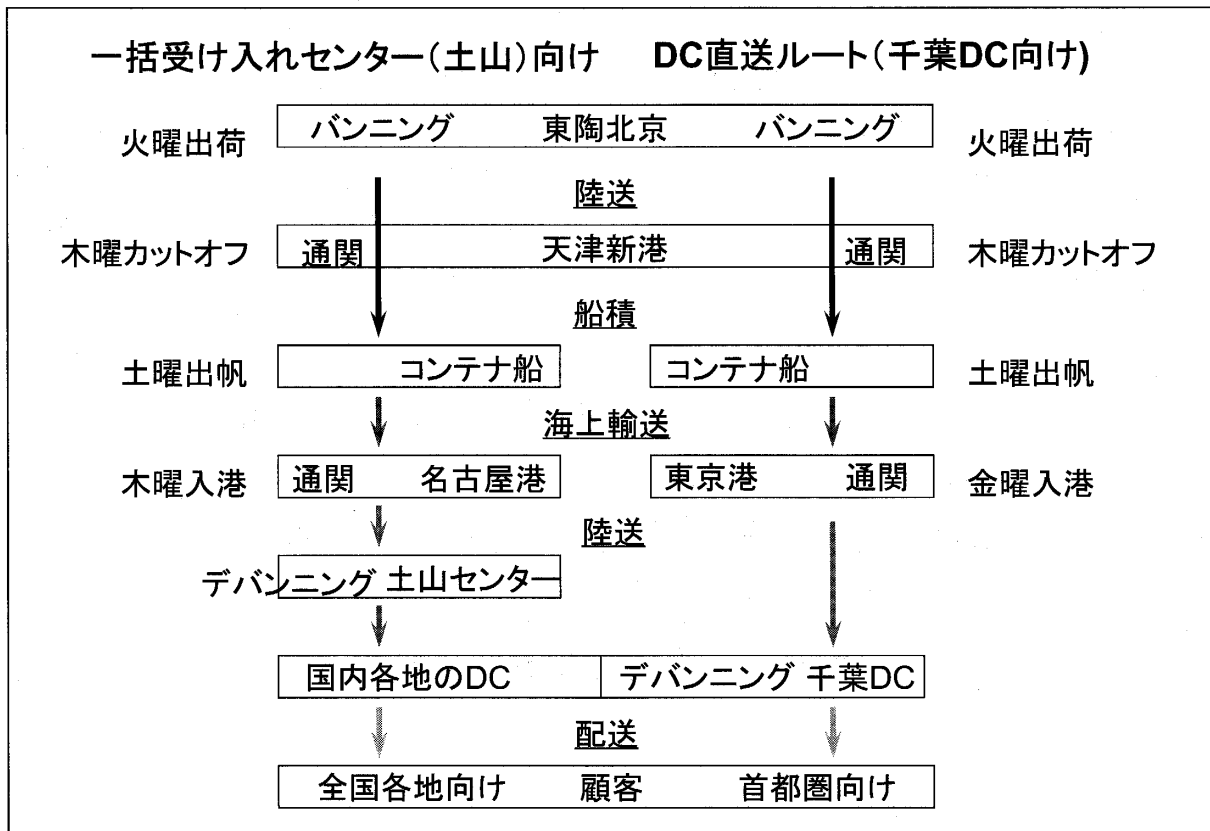 一括受け入れセンター(土山)向け　DC直送ルート(千葉DC向け)
火曜出荷　バンニング　東陶北京　バンニング　火曜出荷
陸送
木曜カットオフ　通関　天津新港　通関　木曜カットオフ
船積
土曜出帆　コンテナ船　コンテナ船　土曜出帆
海上輸送
木曜入港　通関　名古屋港　東京港　通関　金曜入港
陸送
デバンニング 土山センター
国内各地のDC　デバンニング 千葉DC
配送
全国各地向け　顧客　首都圏向け